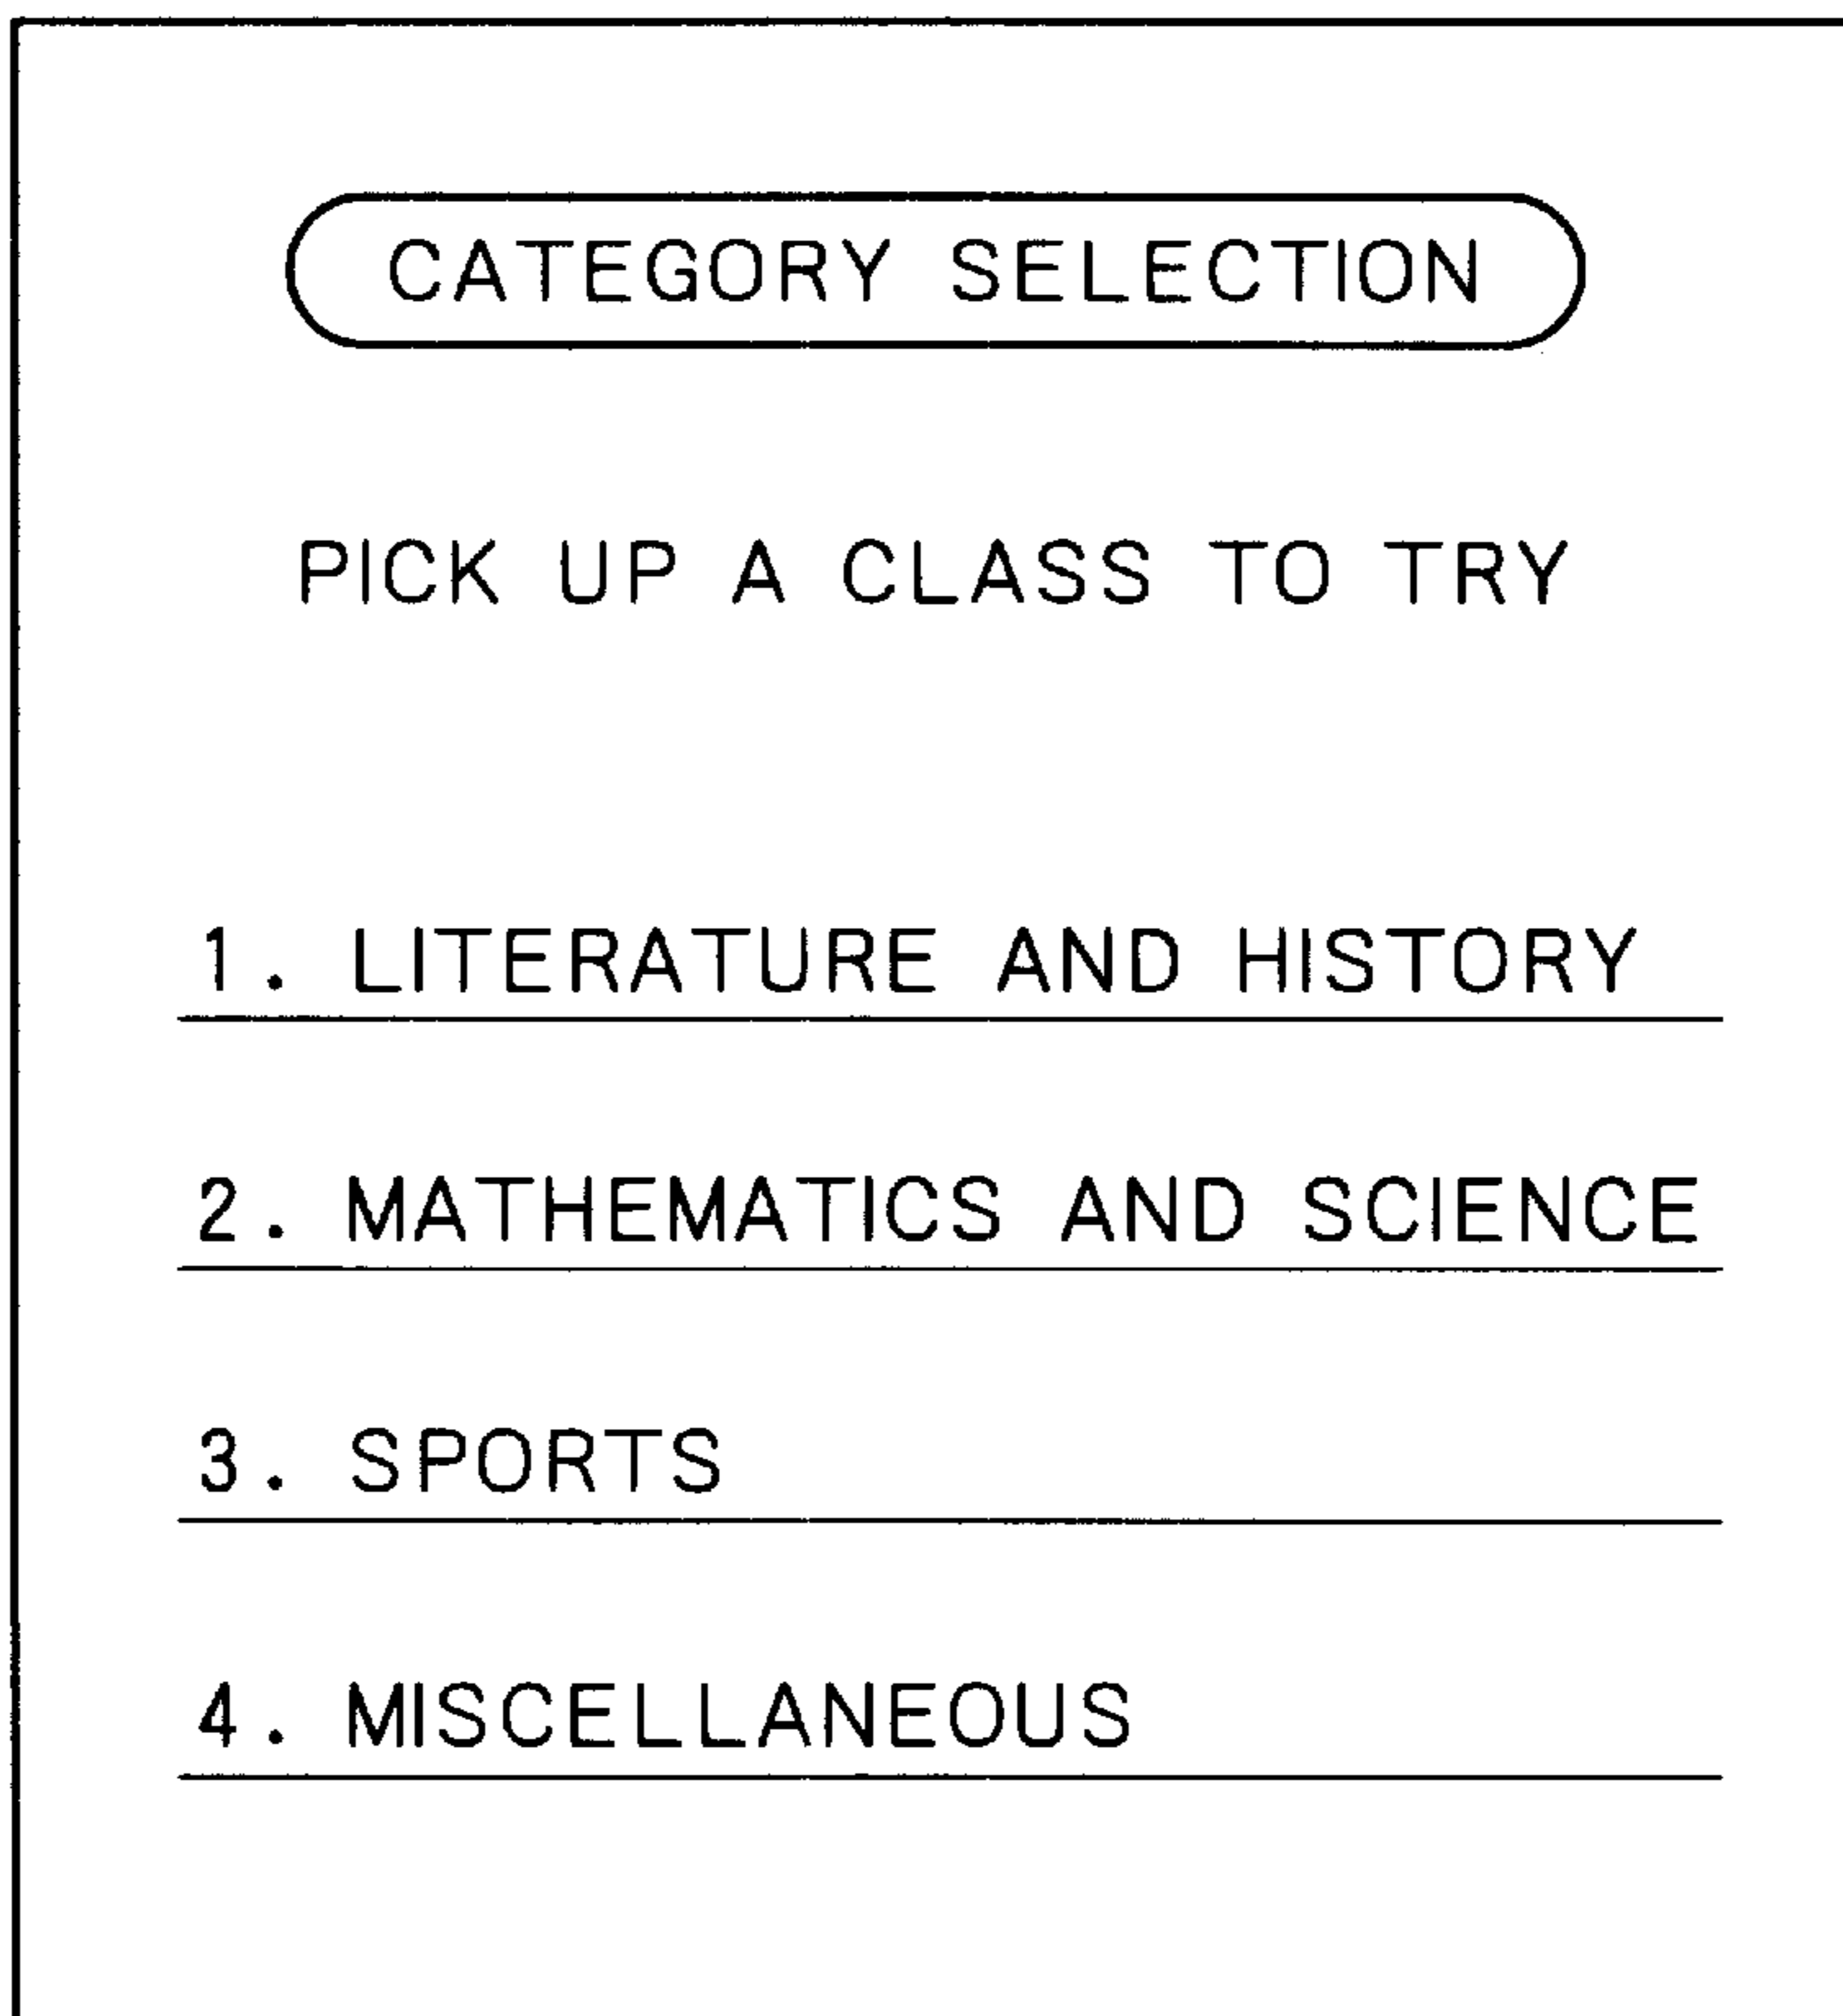 CATEGORY SELECTION
PICK UP A CLASS TO TRY
1. LITERATURE AND HISTORY
2. MATHEMATICS AND SCIENCE
3. SPORTS
4. MISCELLANEOUS